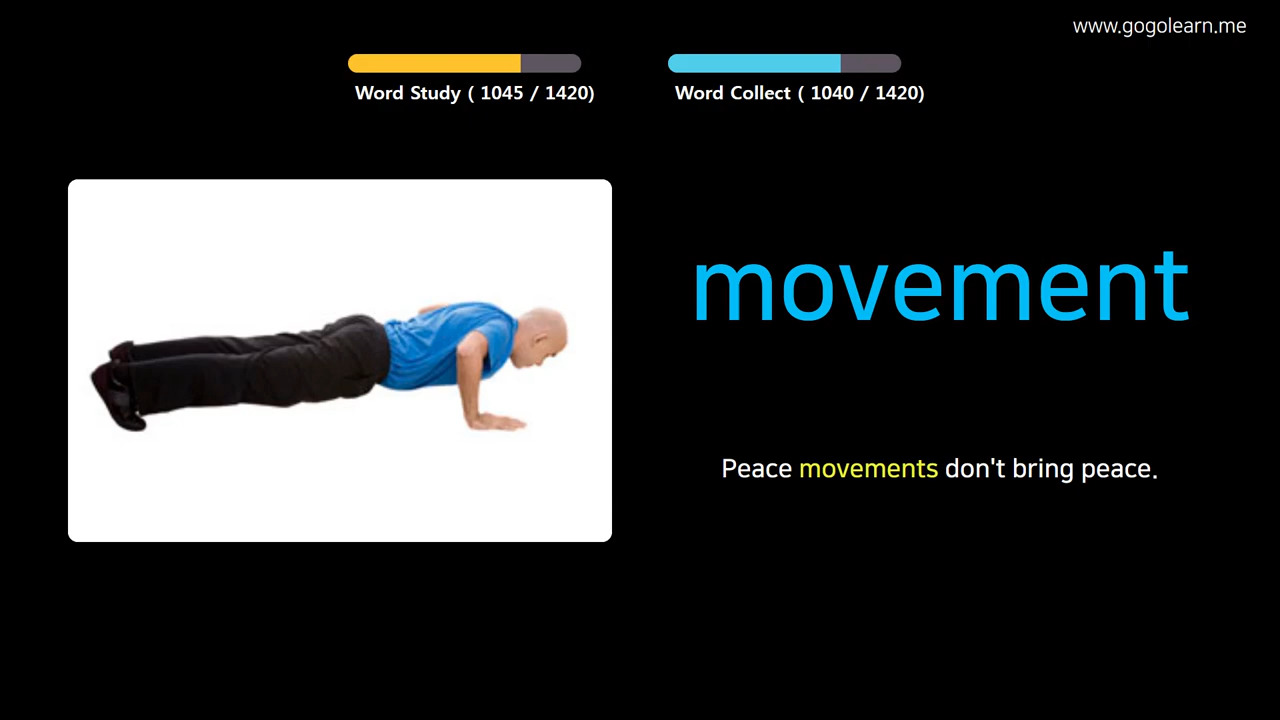 www.gogolearn.me
Word Study ( 1045 / 1420)
Word Collect ( 1040 / 1420)
movement
Peace movements don't bring peace.